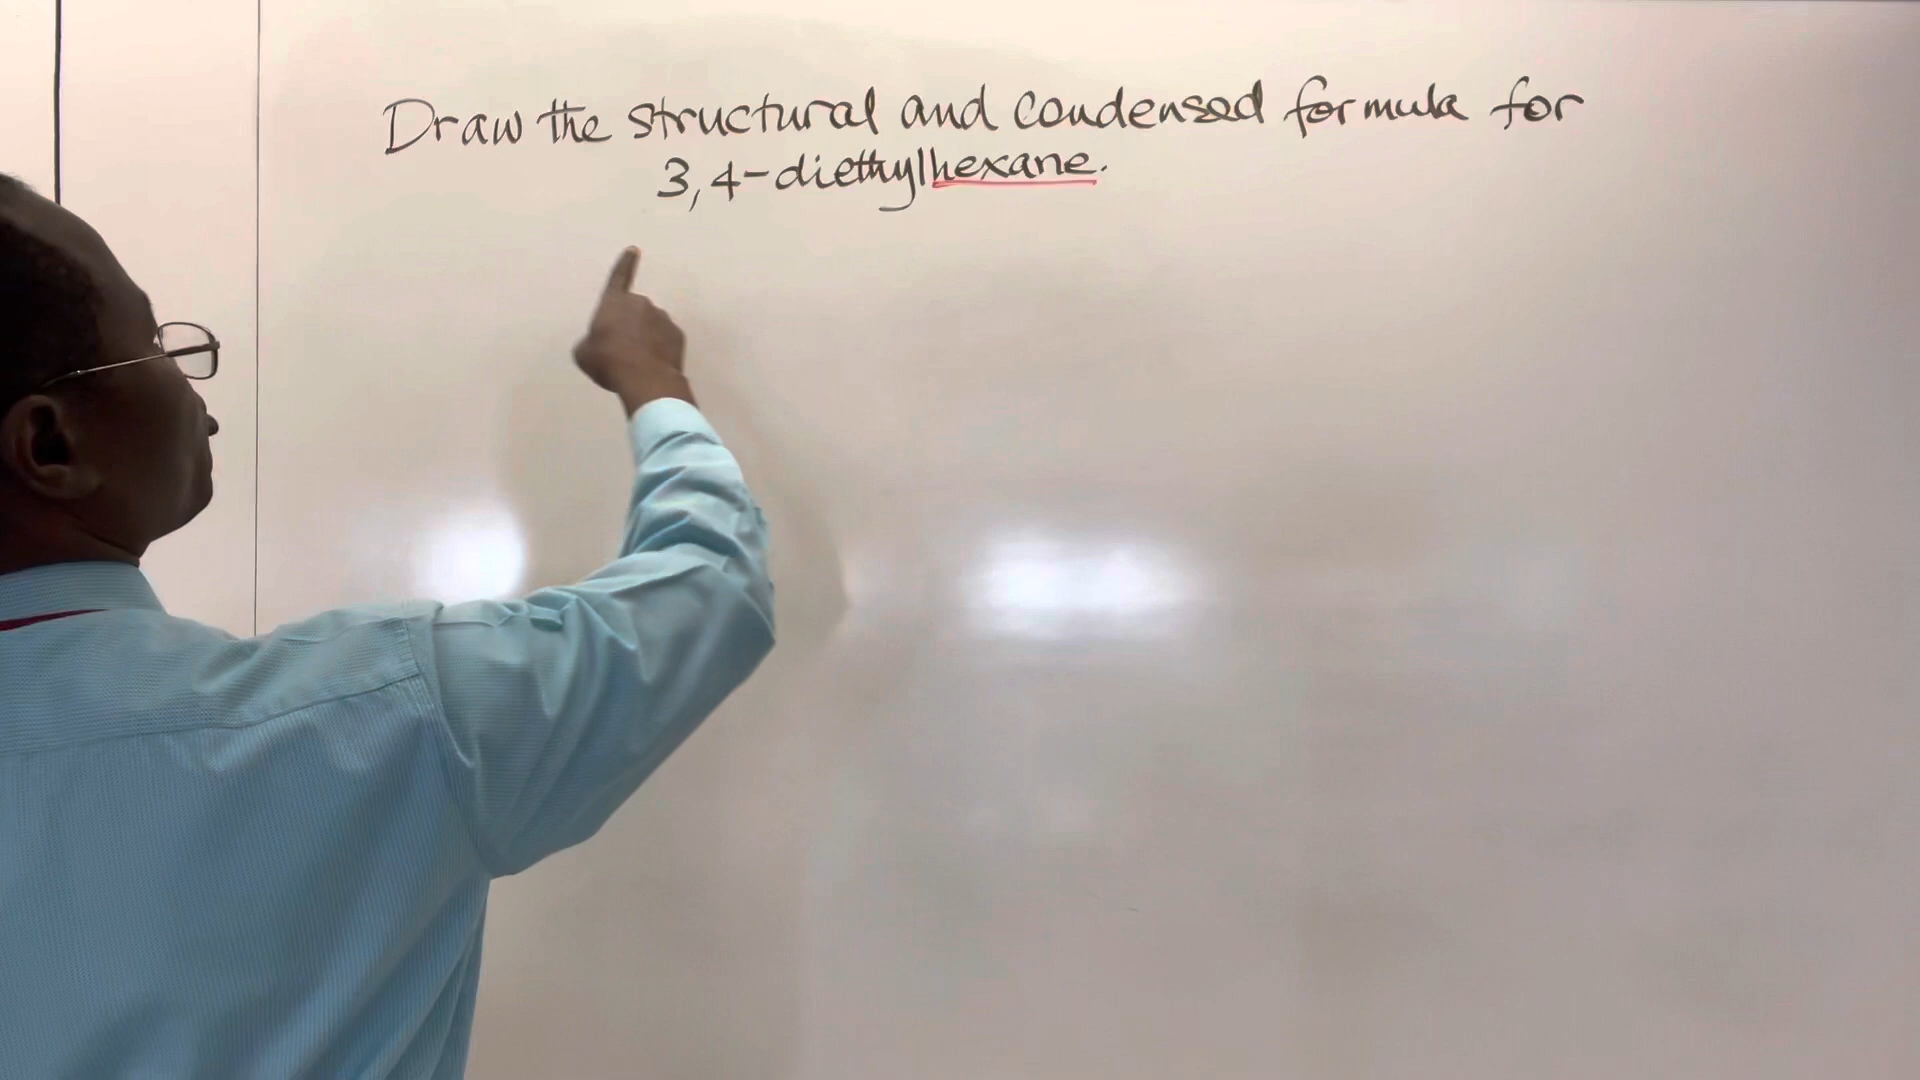 Draw the structural and condensed formula for
3,4-diethylhexane.